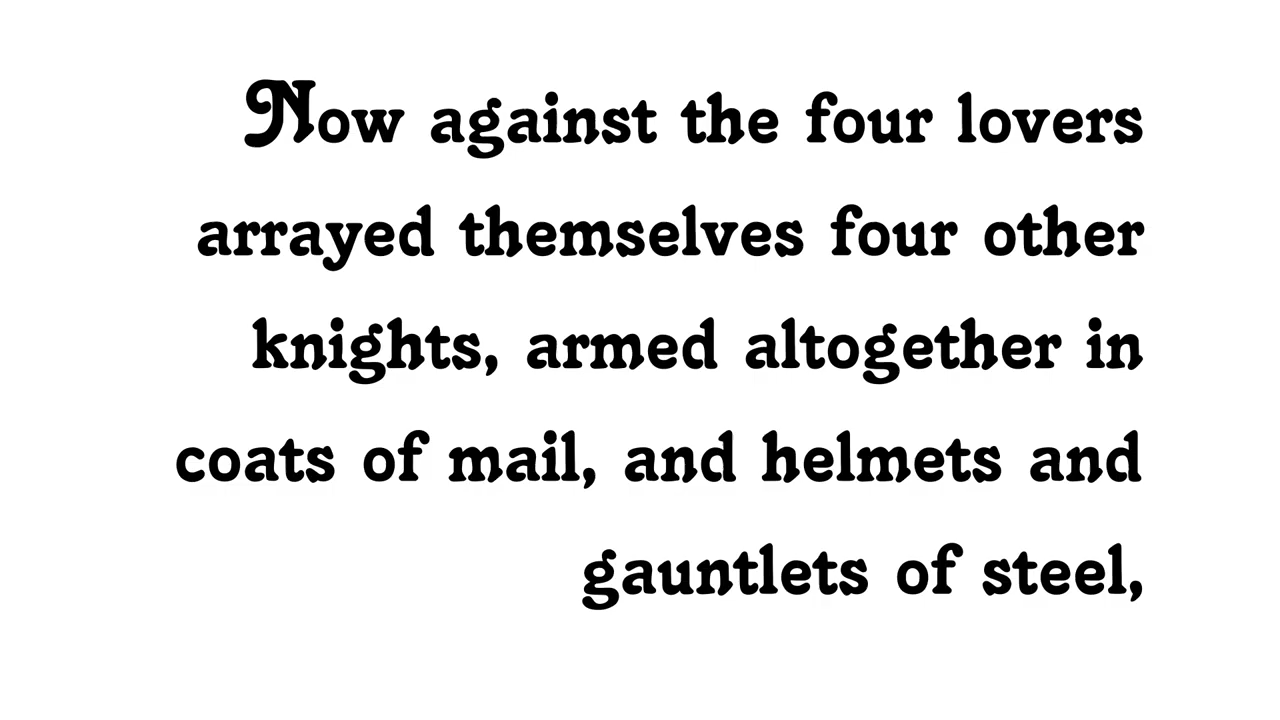 Now against the four lovers
arrayed themselves four other
knights, armed altogether in
coats of mail, and helmets and
gauntlets of steel,